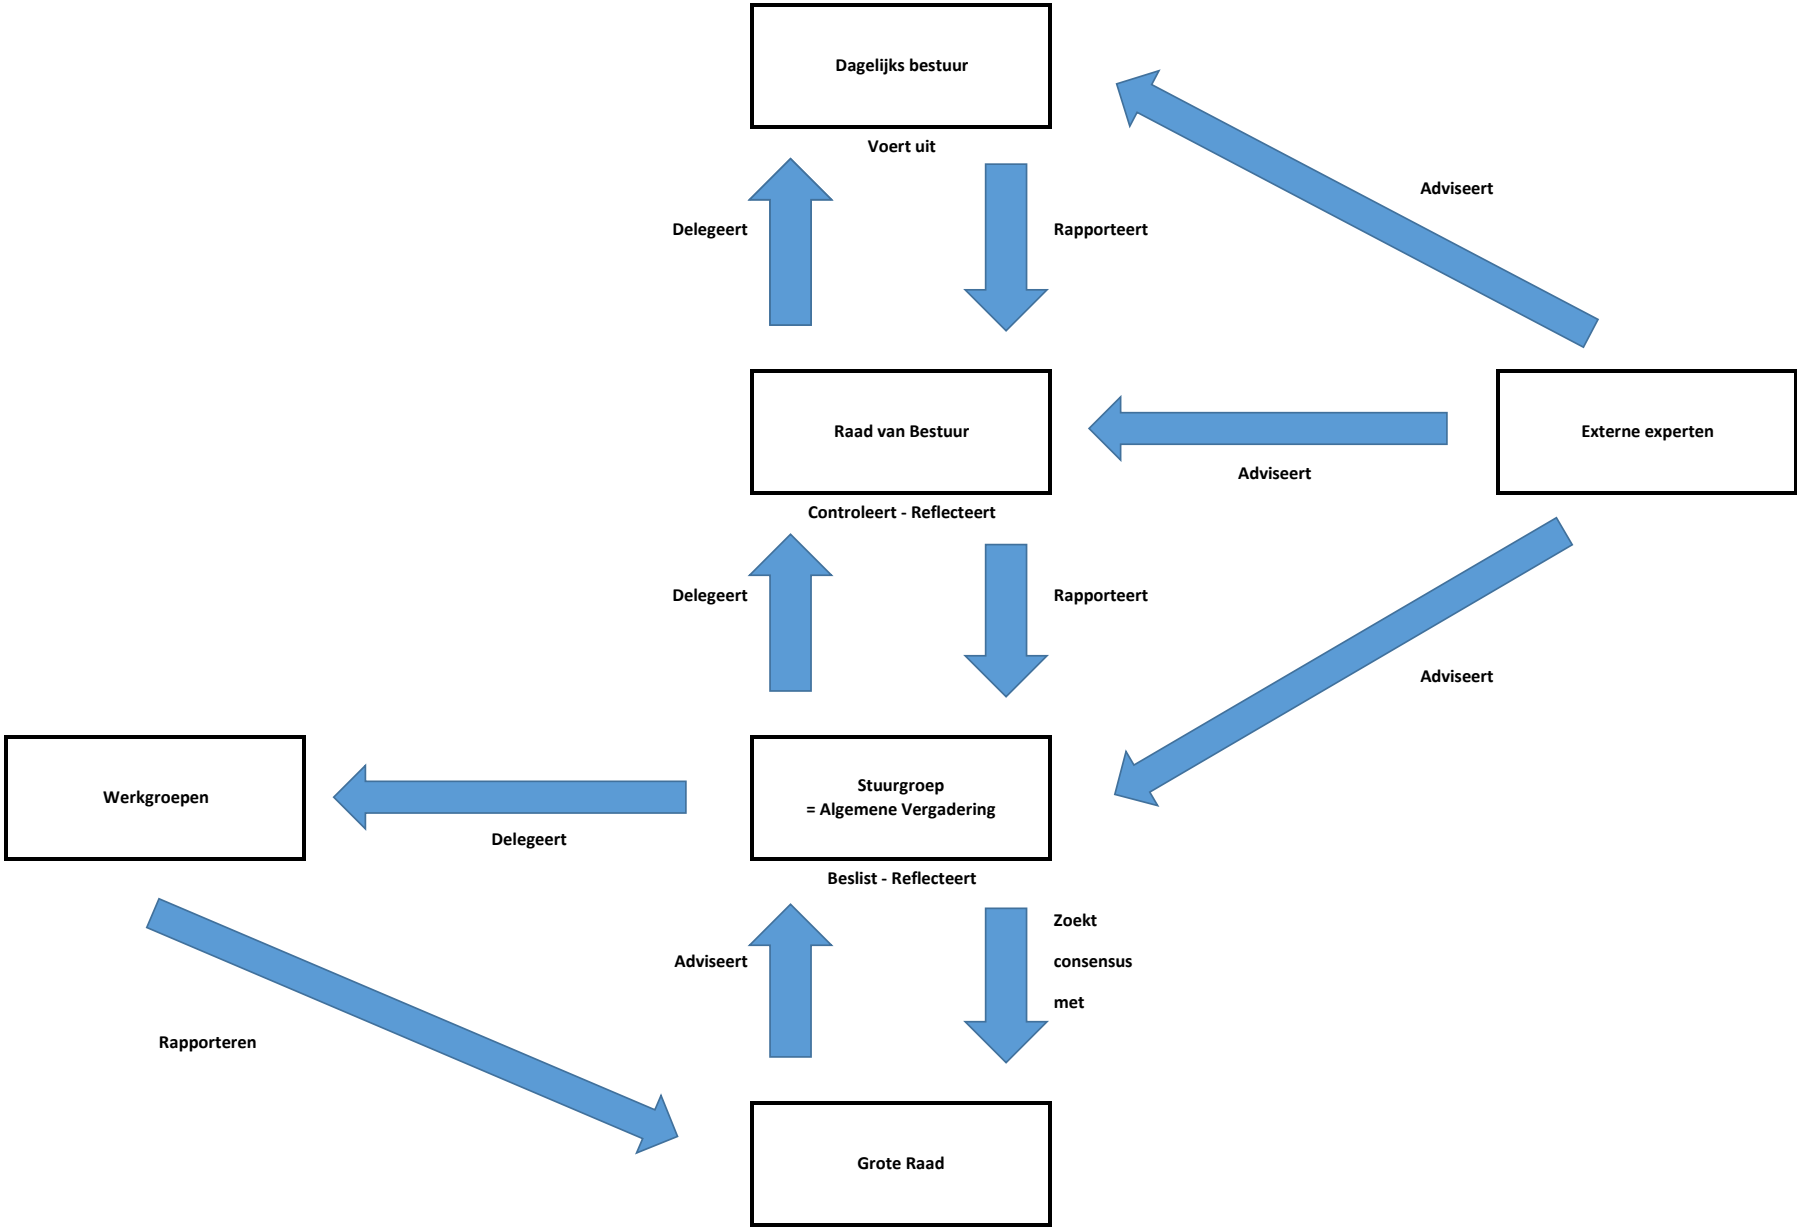 Dagelijks bestuur
Voert uit
Adviseert
Delegeert
Rapporteert
Raad van Bestuur
Externe experten
Adviseert
Controleert - Reflecteert
Delegeert
Rapporteert
Adviseert
Werkgroepen
Stuurgroep
= Algemene Vergadering
Delegeert
Beslist - Reflecteert
Zoekt
Adviseert
consensus
met
Rapporteren
Grote Raad